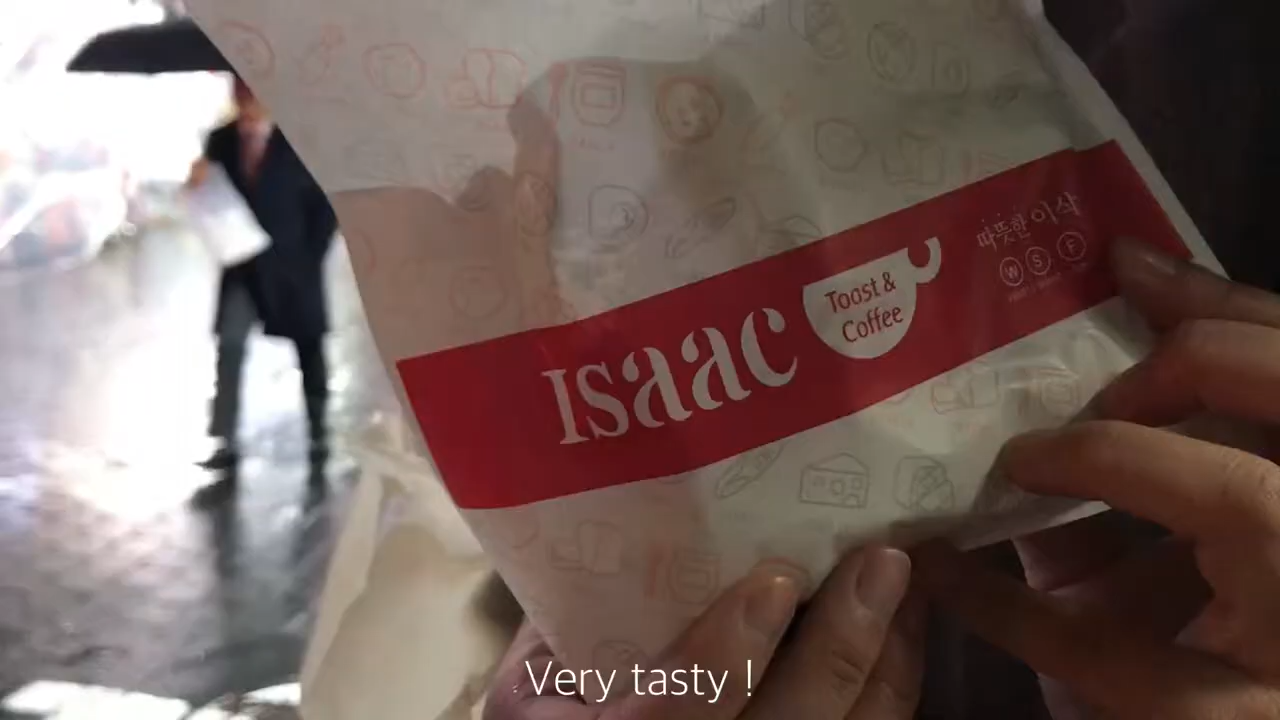 ISaac
Toast &
Coffee
따뜻한 이삭
W S F
Very tasty !